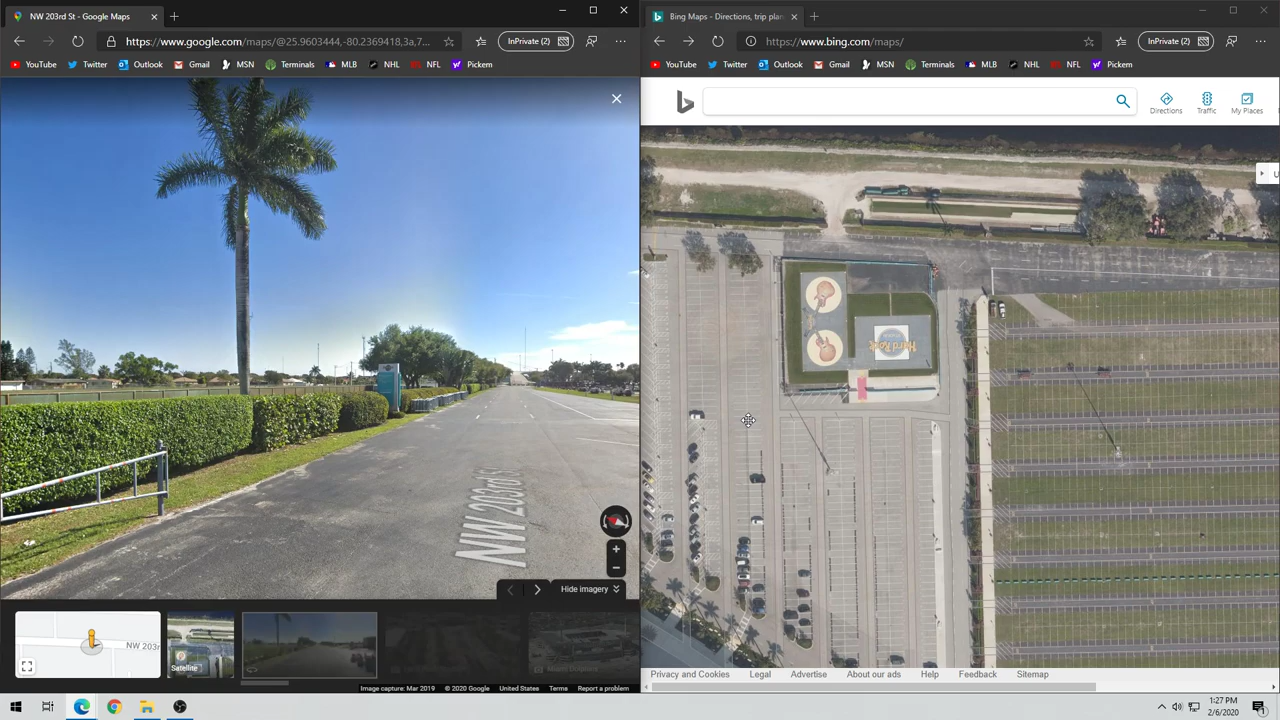 NW 203rd St - Google Maps
https://www.google.com/maps/@25.9603444,-80.2369418,3a,7...
InPrivate (2)
YouTube Twitter Outlook Gmail MSN Terminals MLB NHL NFL Pickem
NW 203rd St
Hide imagery
NW 203r
Satellite
Image capture: Mar 2019 © 2020 Google United States Terms Report a problem
Bing Maps - Directions, trip plan
https://www.bing.com/maps/
InPrivate (2)
YouTube Twitter Outlook Gmail MSN Terminals MLB NHL NFL Pickem
Directions Traffic My Places
U
Hard Rock
Privacy and Cookies Legal Advertise About our ads Help Feedback Sitemap
1:27 PM
2/6/2020